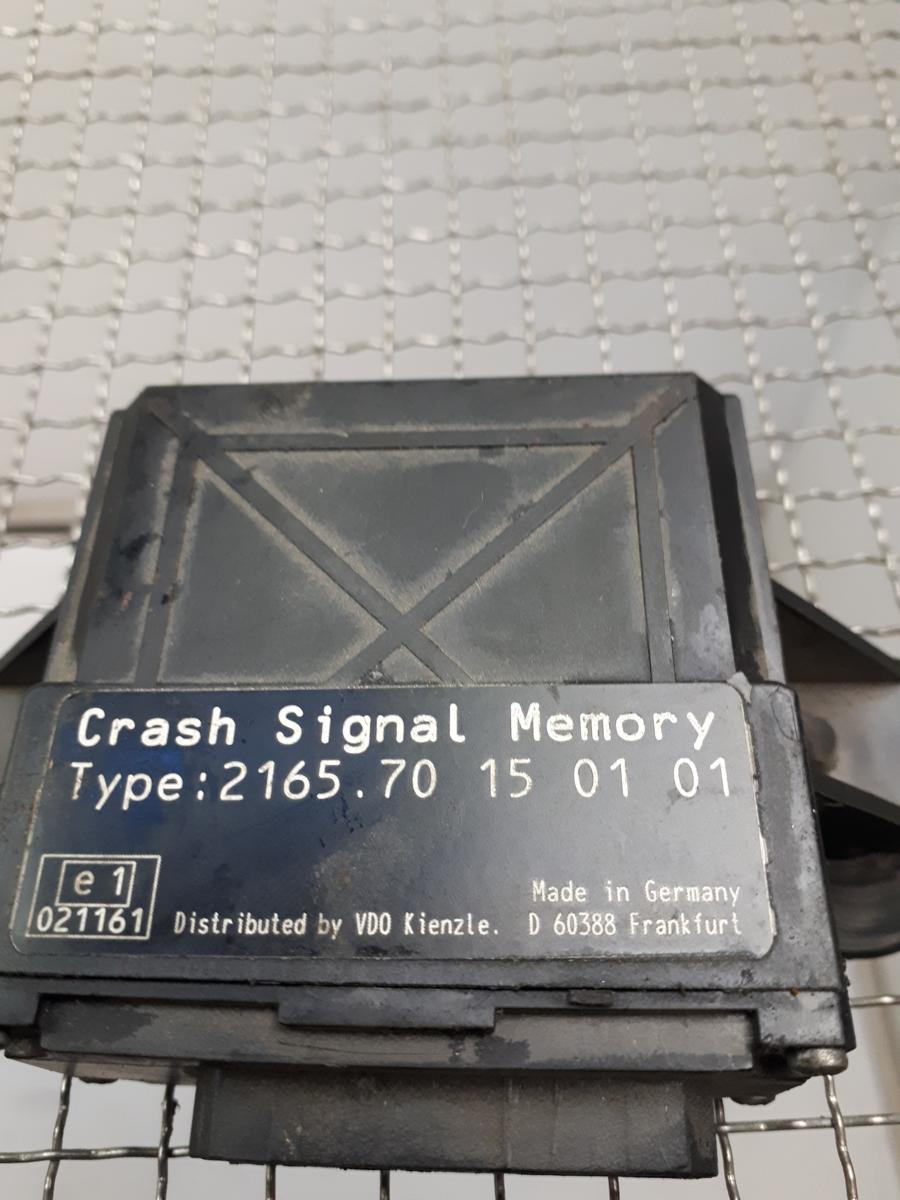 Crash Signal Memory
Type:2165.70 15 01 01
e 1
021161
Made in Germany
Distributed by VDO Kienzle. D 60388 Frankfurt